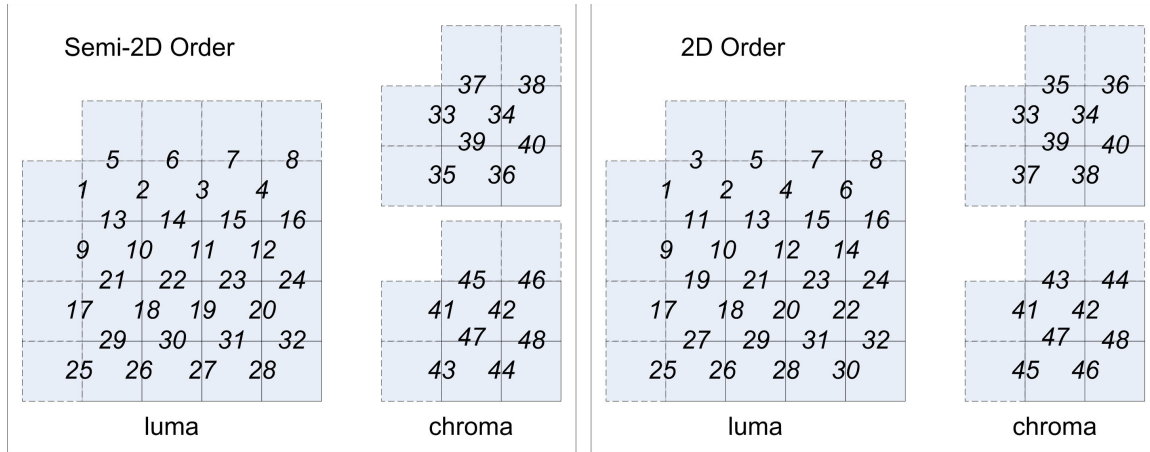 Semi-2D Order
37 38
33 34
39 40
35 36
5 6 7 8
1 2 3 4
13 14 15 16
9 10 11 12
21 22 23 24
17 18 19 20
29 30 31 32
25 26 27 28
45 46
41 42
47 48
43 44
luma
chroma
2D Order
35 36
33 34
39 40
37 38
3 5 7 8
1 2 4 6
11 13 15 16
9 10 12 14
19 21 23 24
17 18 20 22
27 29 31 32
25 26 28 30
43 44
41 42
47 48
45 46
luma
chroma